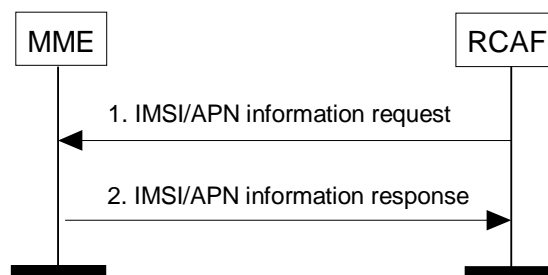 MME
RCAF
1. IMSI/APN information request
2. IMSI/APN information response